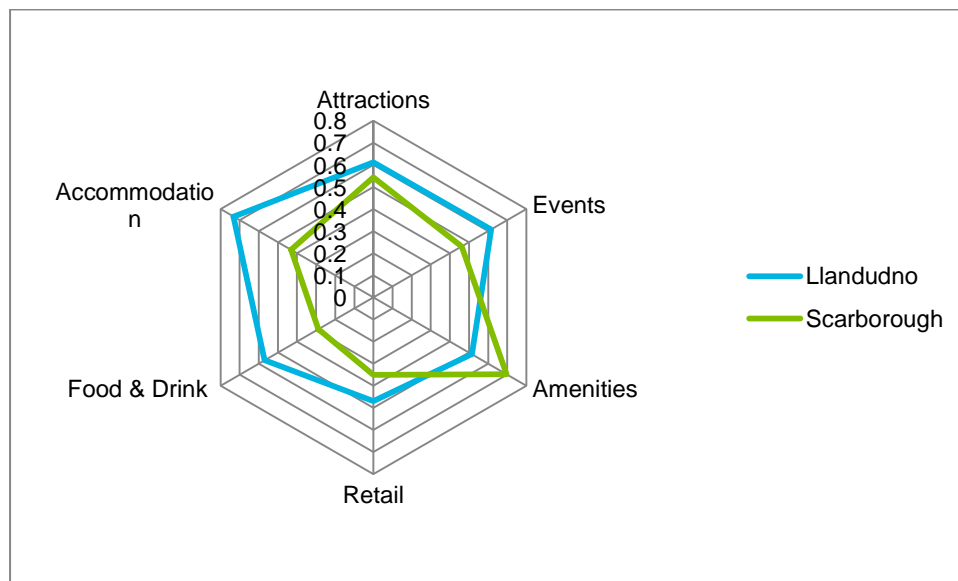 Attractions
0.8
0.7
0.6
0.5
0.4
0.3
0.2
0.1
0
Accommodatio
n
Events
Food & Drink
Amenities
Retail
Llandudno
Scarborough